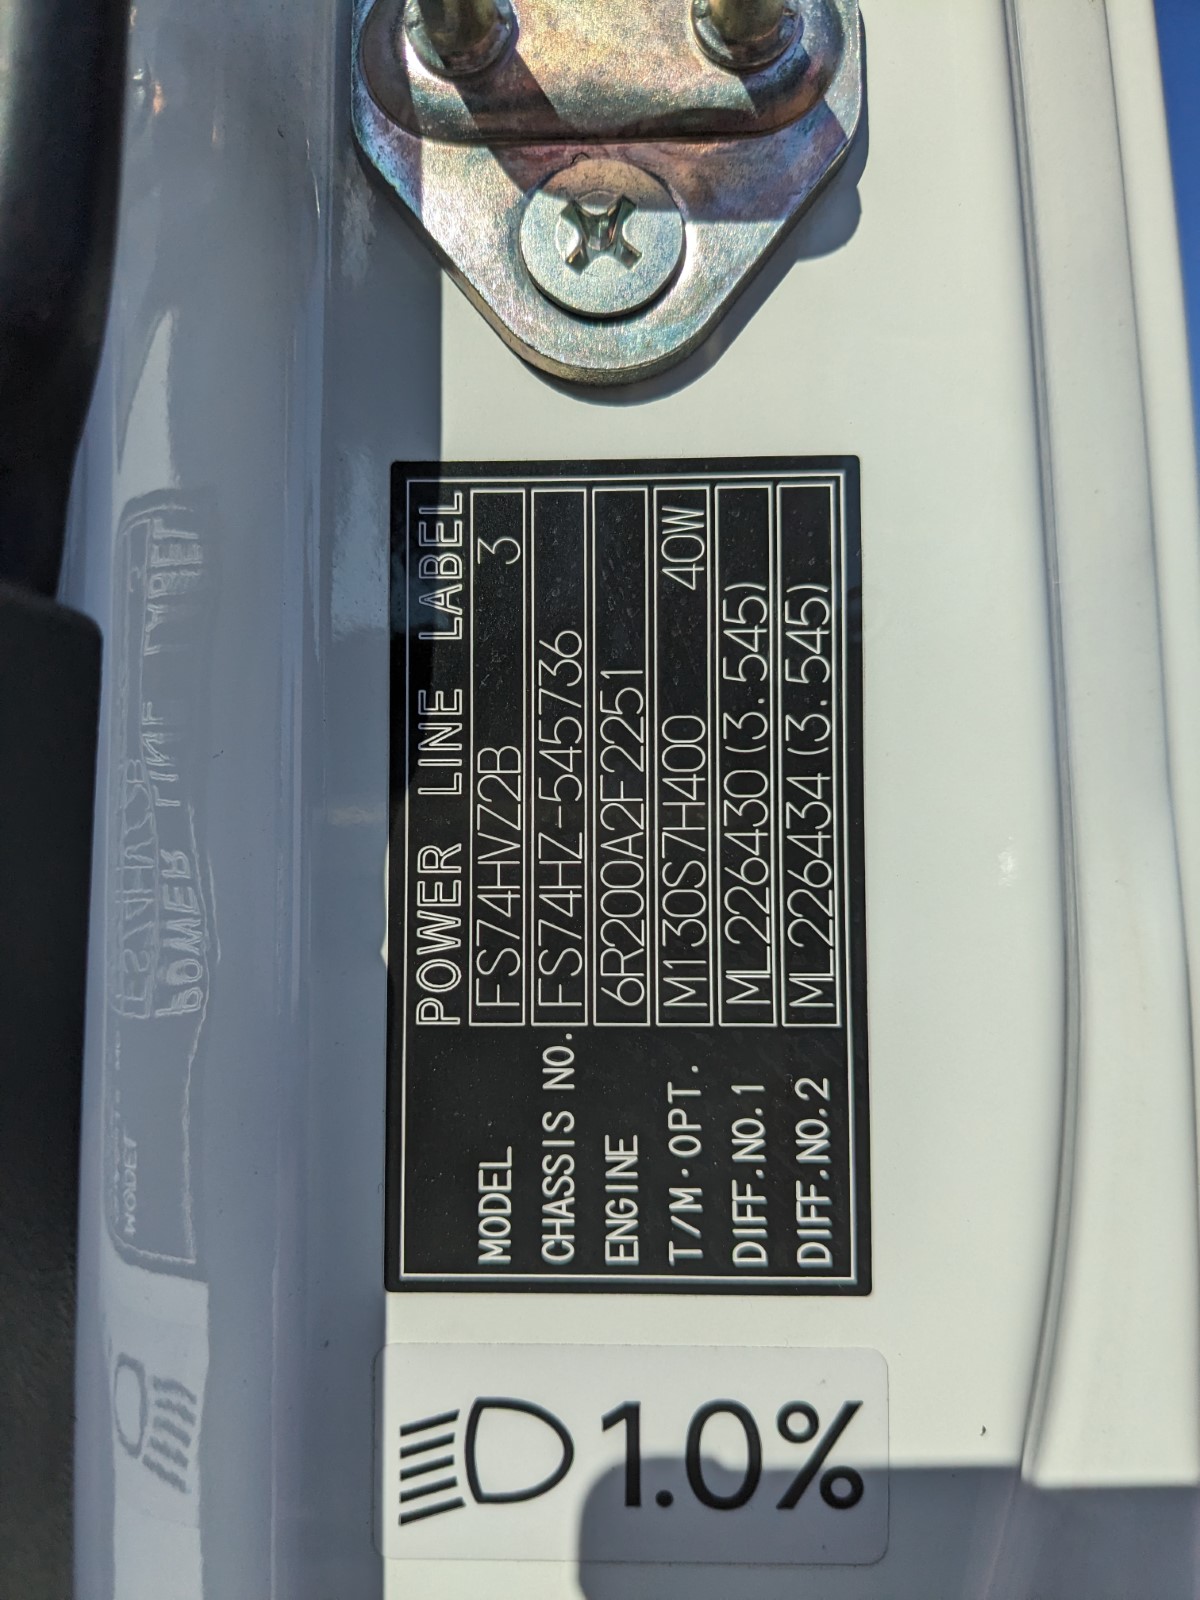 POWER LINE LABEL
MODEL FS74HVZ2B 3
CHASSIS NO. FS74HZ-545736
ENGINE 6R200A2F2251
T/M·OPT. M130S7H400 40W
DIFF.NO.1 ML226430(3.545)
DIFF.NO.2 ML226434(3.545)
1.0%